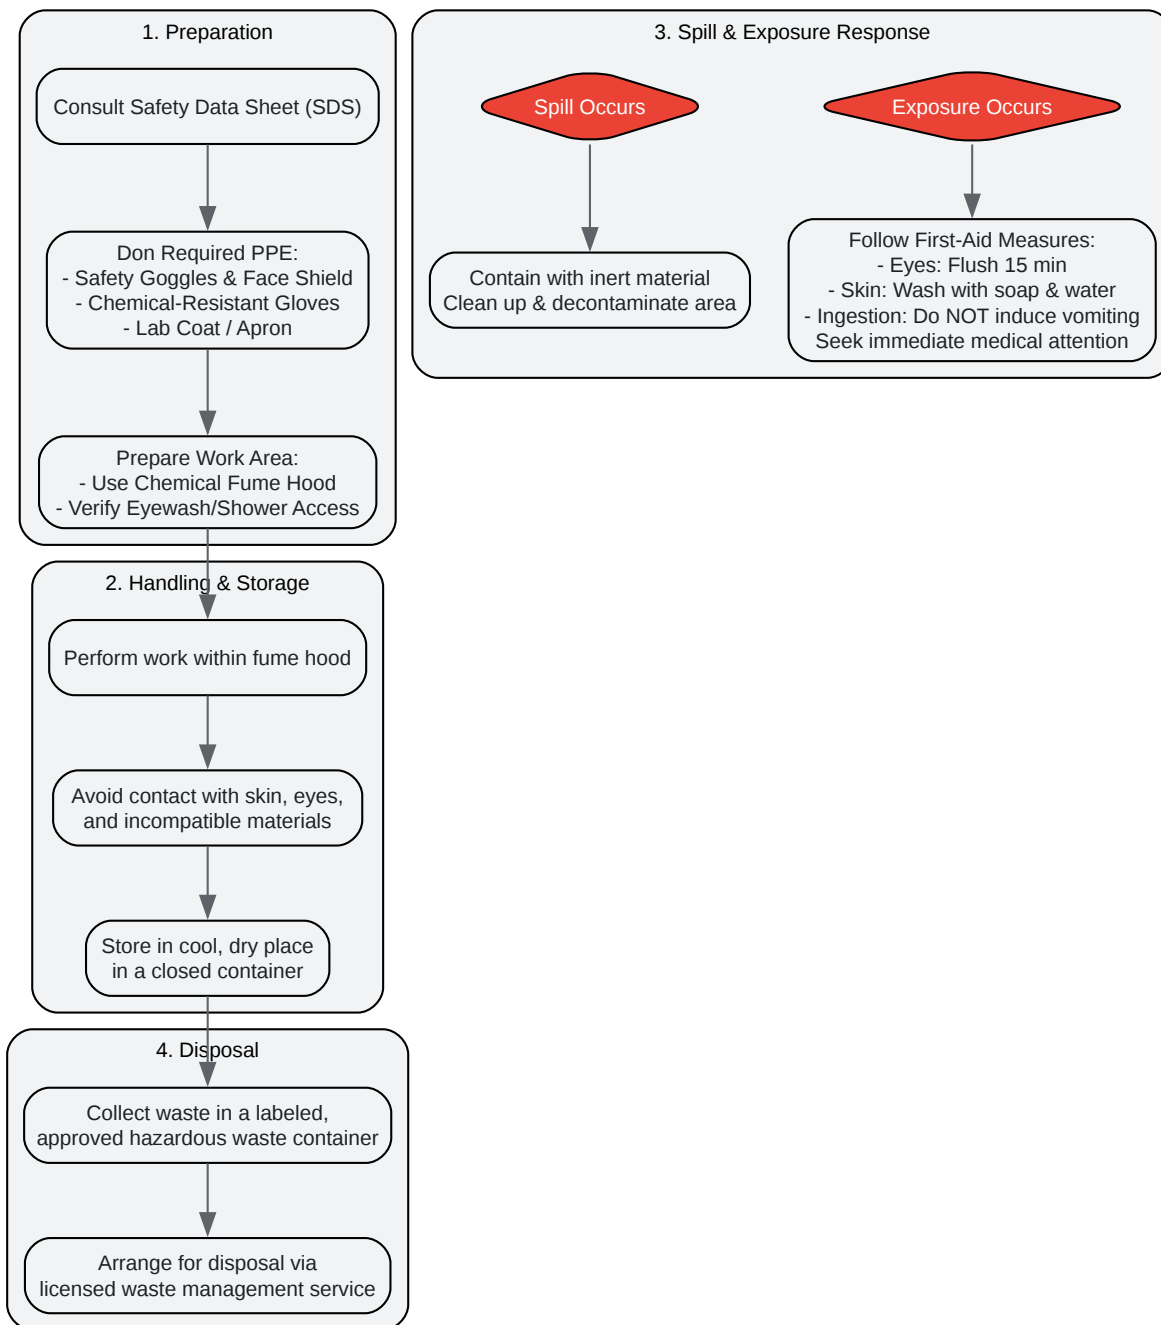 1. Preparation
Consult Safety Data Sheet (SDS)
Don Required PPE:
- Safety Goggles & Face Shield
- Chemical-Resistant Gloves
- Lab Coat / Apron
Prepare Work Area:
- Use Chemical Fume Hood
- Verify Eyewash/Shower Access
2. Handling & Storage
Perform work within fume hood
Avoid contact with skin, eyes,
and incompatible materials
Store in cool, dry place
in a closed container
3. Spill & Exposure Response
Spill Occurs
Contain with inert material
Clean up & decontaminate area
Exposure Occurs
Follow First-Aid Measures:
- Eyes: Flush 15 min
- Skin: Wash with soap & water
- Ingestion: Do NOT induce vomiting
Seek immediate medical attention
4. Disposal
Collect waste in a labeled,
approved hazardous waste container
Arrange for disposal via
licensed waste management service